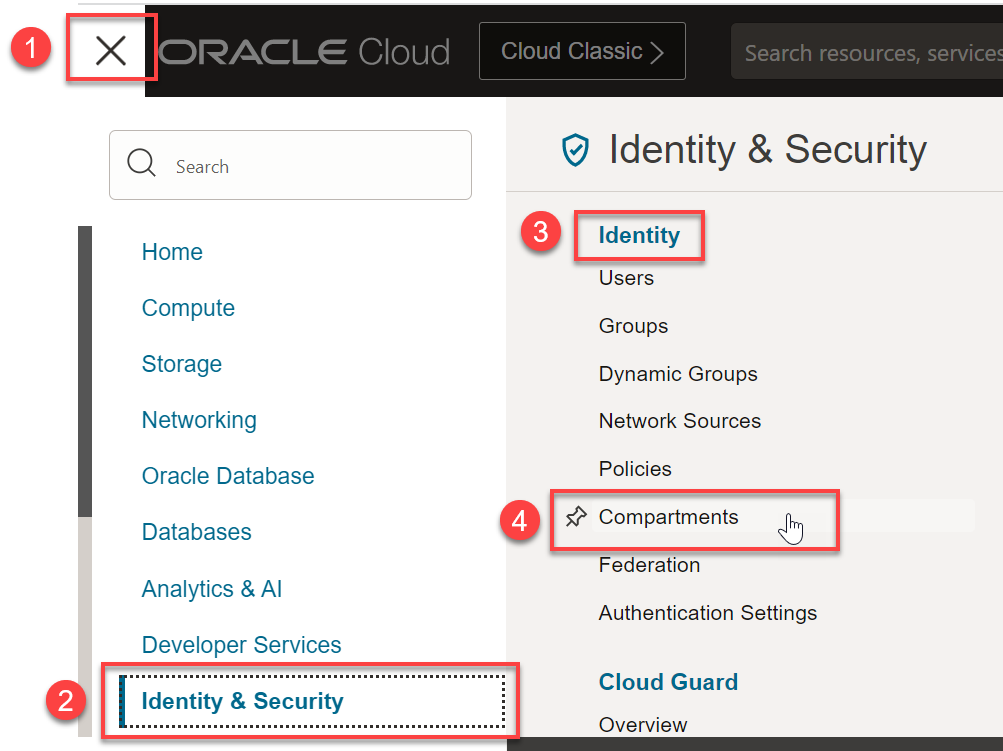 1
ORACLE Cloud
Cloud Classic
Search resources, services
Search
Home
Compute
Storage
Networking
Oracle Database
Databases
Analytics & AI
Developer Services
2
Identity & Security
Identity & Security
3
Identity
Users
Groups
Dynamic Groups
Network Sources
Policies
4
Compartments
Federation
Authentication Settings
Cloud Guard
Overview